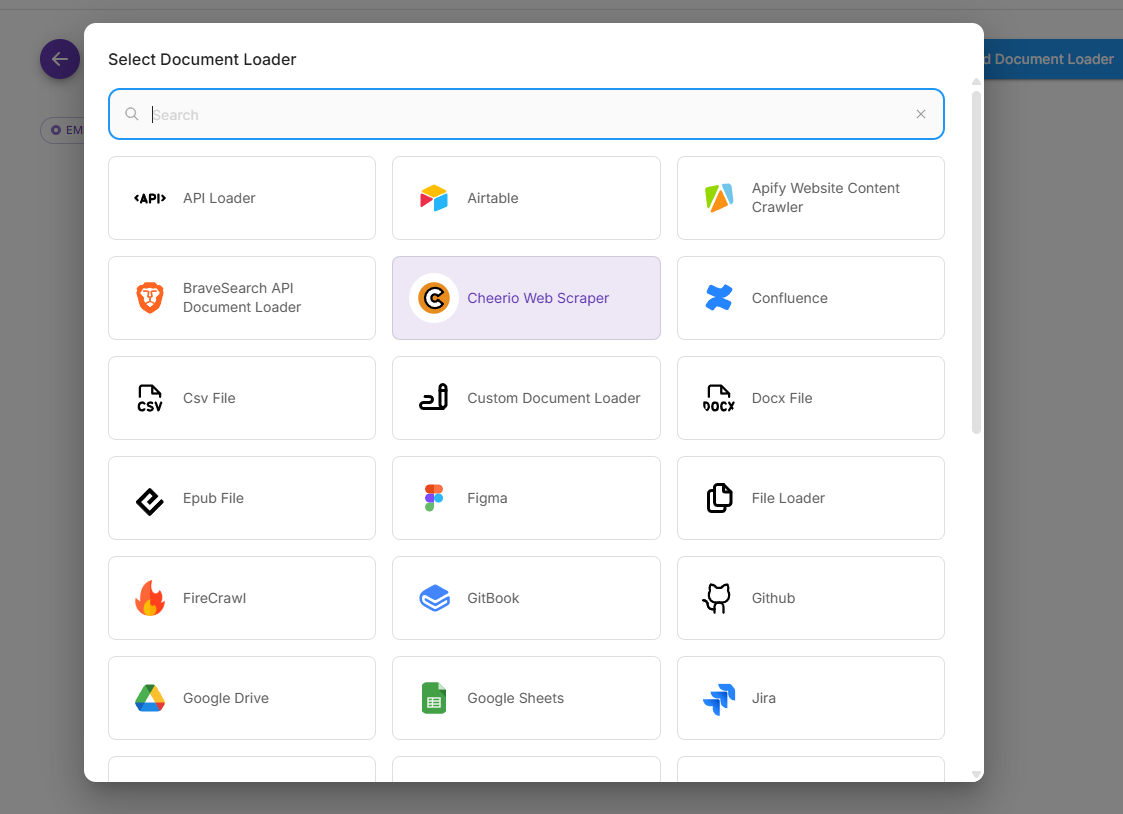 Select Document Loader
d Document Loader
Search
EM
<API>
API Loader
Airtable
Apify Website Content
Crawler
BraveSearch API
Document Loader
C
Cheerio Web Scraper
Confluence
CSV
Csv File
Custom Document Loader
DOCX
Docx File
Epub File
Figma
File Loader
FireCrawl
GitBook
Github
Google Drive
Google Sheets
Jira